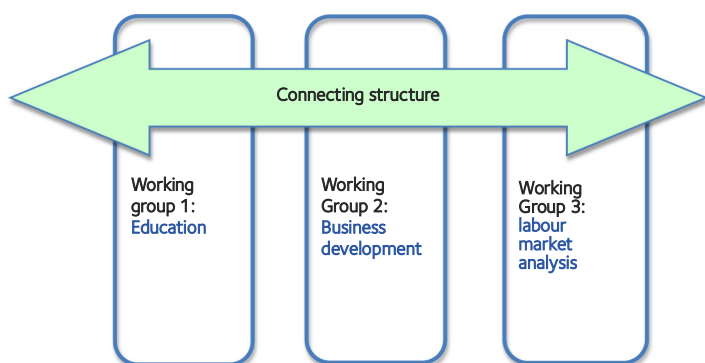 Connecting structure
Working
group 1:
Education
Working
Group 2:
Business
development
Working
Group 3:
labour
market
analysis